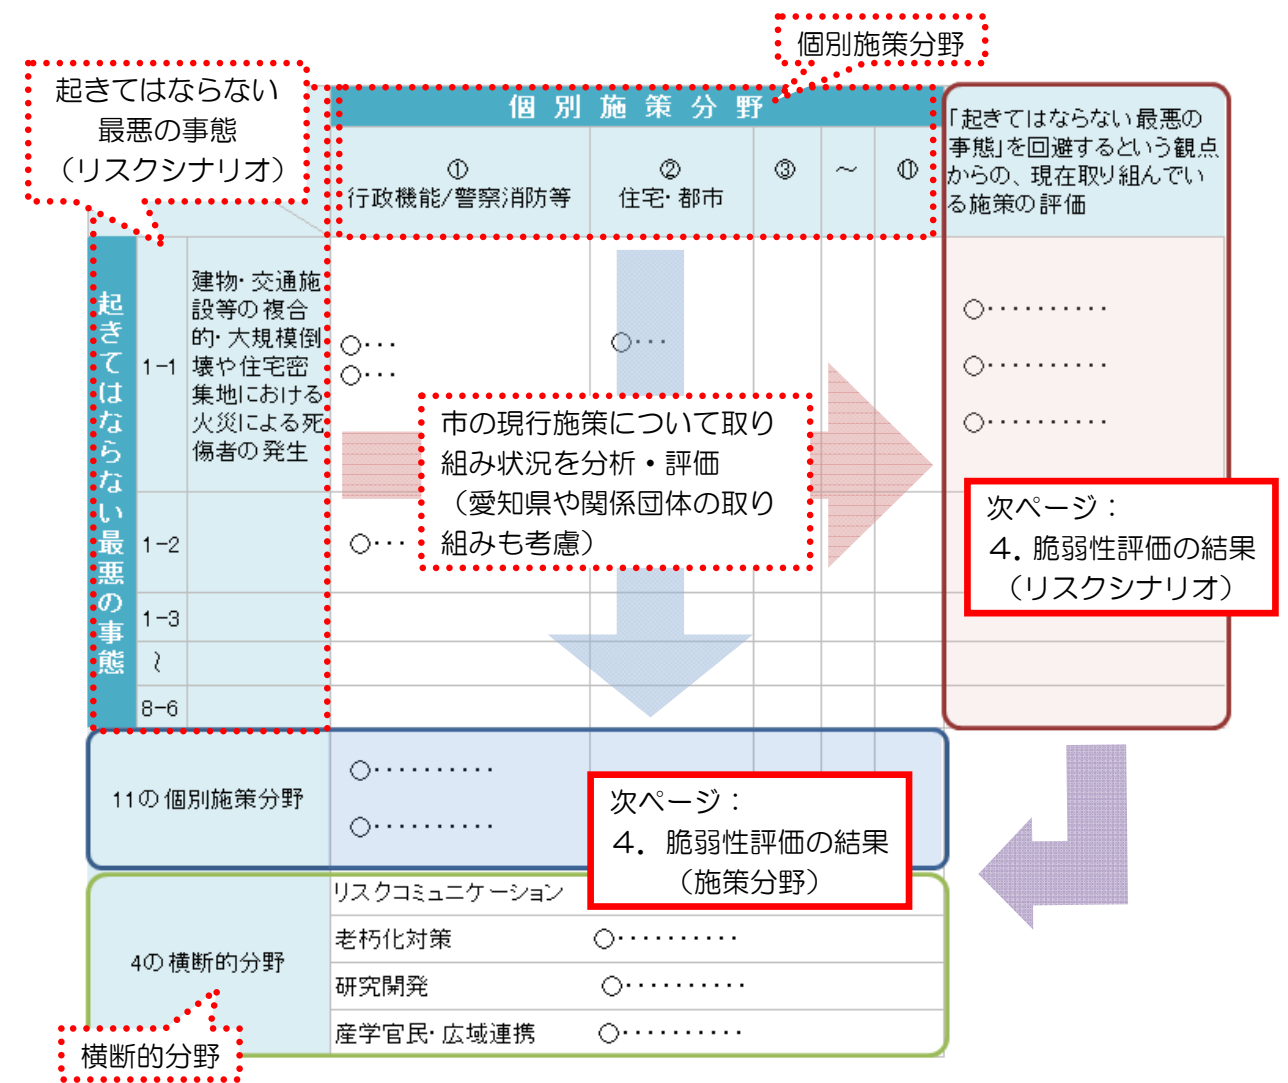 個別施策分野
起きてはならない
最悪の事態
（リスクシナリオ）
個別施策分野
①
行政機能/警察消防等
②
住宅・都市
③
～
⑪
「起きてはならない最悪の
事態」を回避するという観点
からの、現在取り組んでい
る施策の評価
起きてはならない最悪の事態
1-1
建物・交通施
設等の複合
的・大規模倒
壊や住宅密
集地における
火災による死
傷者の発生
○・・・
○・・・
○・・・
○・・・・・・・・・・
○・・・・・・・・・・
○・・・・・・・・・・
市の現行施策について取り
組み状況を分析・評価
（愛知県や関係団体の取り
組みも考慮）
次ページ：
４．脆弱性評価の結果
（リスクシナリオ）
1-2
○・・・
1-3
～
8-6
11の個別施策分野
○・・・・・・・・・・
○・・・・・・・・・・
次ページ：
４．脆弱性評価の結果
（施策分野）
4の横断的分野
リスクコミュニケーション
老朽化対策
○・・・・・・・・・・
研究開発
○・・・・・・・・・・
産学官民・広域連携
○・・・・・・・・・・
横断的分野